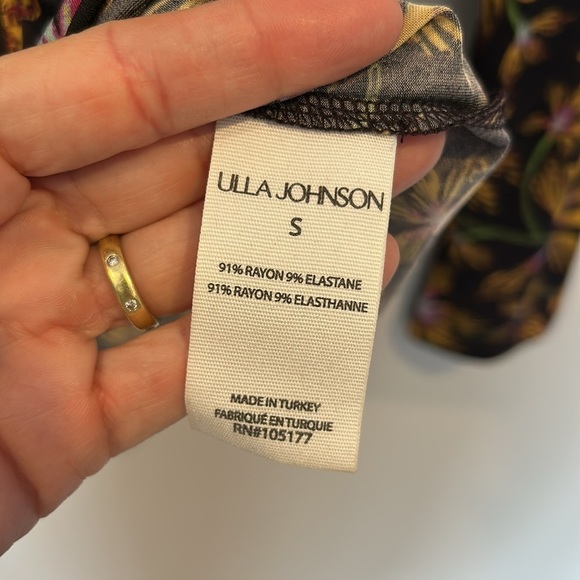 ULLA JOHNSON
S
91% RAYON 9% ELASTANE
91% RAYON 9% ELASTHANNE
MADE IN TURKEY
FABRIQUÉ EN TURQUIE
RN#105177